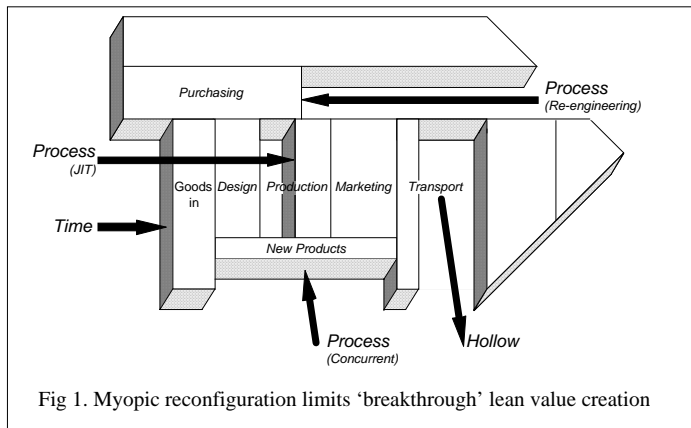 Purchasing
Process
(Re-engineering)
Process
(JIT)
Goods
in
Design
Production
Marketing
Transport
Time
New Products
Process
(Concurrent)
Hollow
Fig 1. Myopic reconfiguration limits ‘breakthrough’ lean value creation